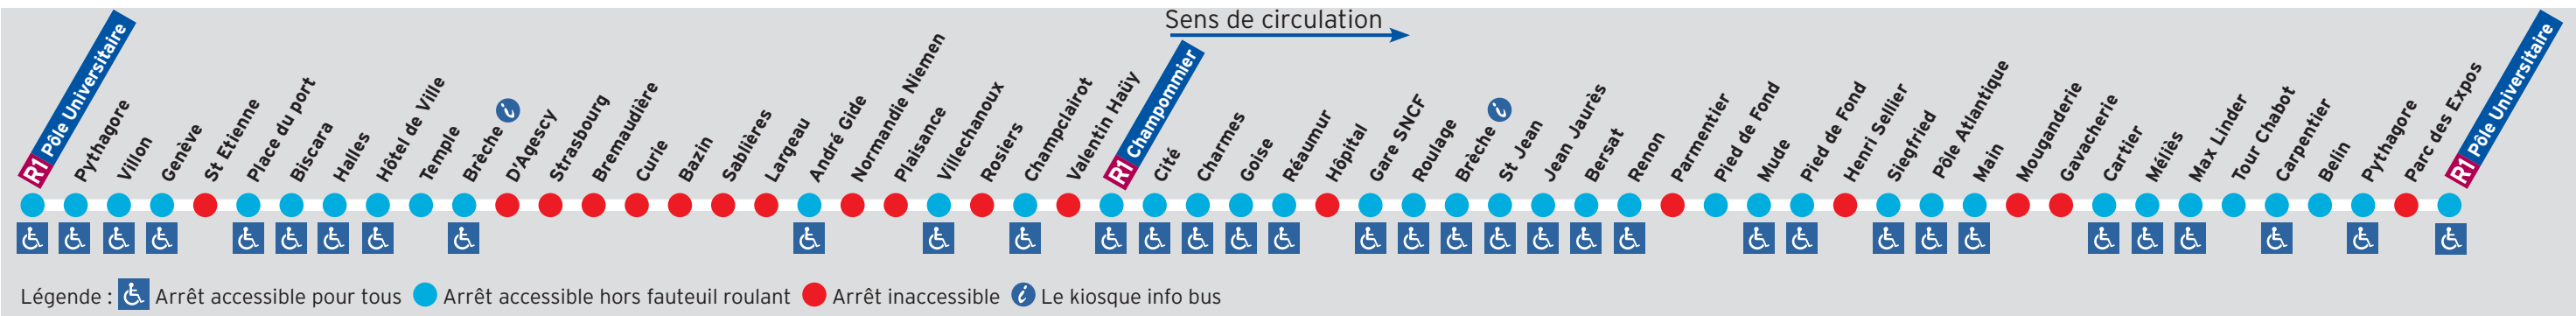 Sens de circulation
R1 Pôle Universitaire
Pythagore
Villon
Genève
St Etienne
Place du port
Biscara
Halles
Hôtel de Ville
Temple
Brèche i
D'Agescy
Strasbourg
Bremaudière
Curie
Bazin
Sablières
Largeau
André Gide
Normandie Niemen
Plaisance
Villechanoux
Rosiers
Champclairot
Valentin Haüy
R1 Champommier
Cité
Charmes
Goise
Réaumur
Hôpital
Gare SNCF
Roulage
Brèche i
St Jean
Jean Jaurès
Bersat
Renon
Parmentier
Pied de Fond
Mude
Pied de Fond
Henri Sellier
Siegfried
Pôle Atlantique
Main
Mouganderie
Gavacherie
Cartier
Méliès
Max Linder
Tour Chabot
Carpentier
Belin
Pythagore
Parc des Expos
R1 Pôle Universitaire
Légende : Arrêt accessible pour tous Arrêt accessible hors fauteuil roulant Arrêt inaccessible i Le kiosque info bus